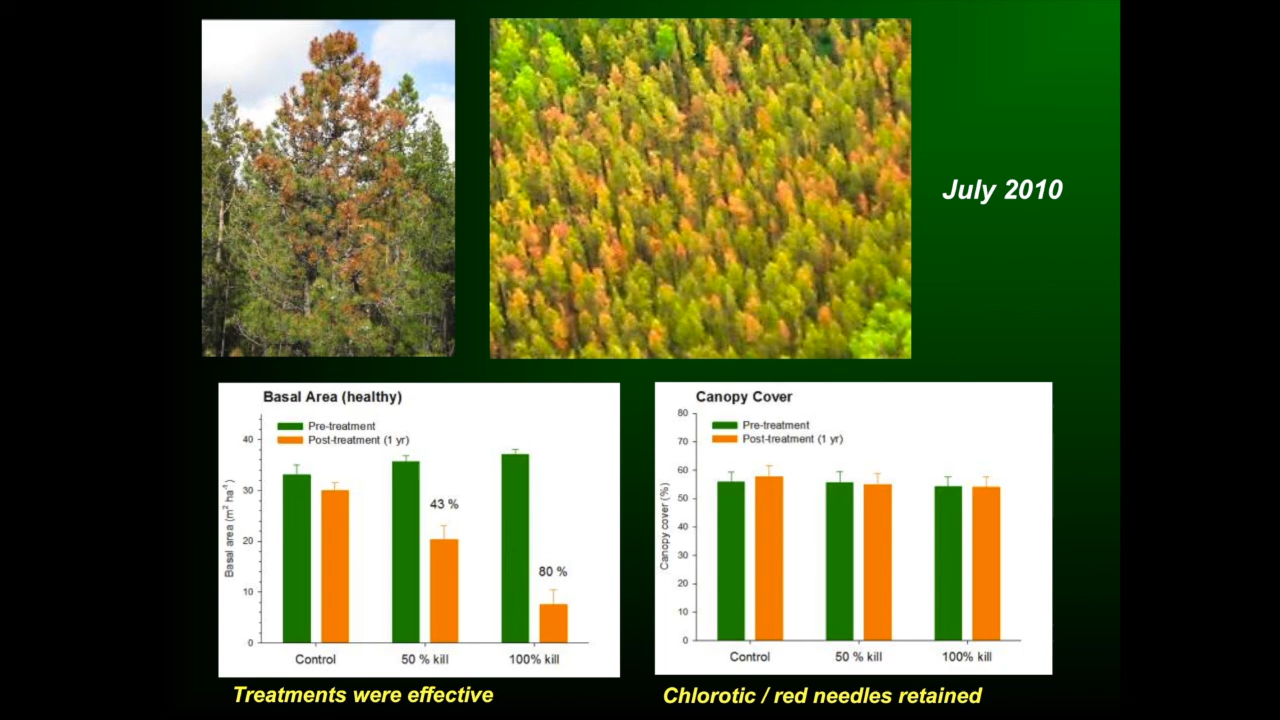 July 2010
Basal Area (healthy)
Pre-treatment
Post-treatment (1 yr)
Basal area (m² ha⁻¹)
40
30
20
10
0
43 %
80 %
Control
50 % kill
100% kill
Treatments were effective
Canopy Cover
Pre-treatment
Post-treatment (1 yr)
Canopy cover (%)
80
70
60
50
40
30
20
10
0
Control
50 % kill
100% kill
Chlorotic / red needles retained